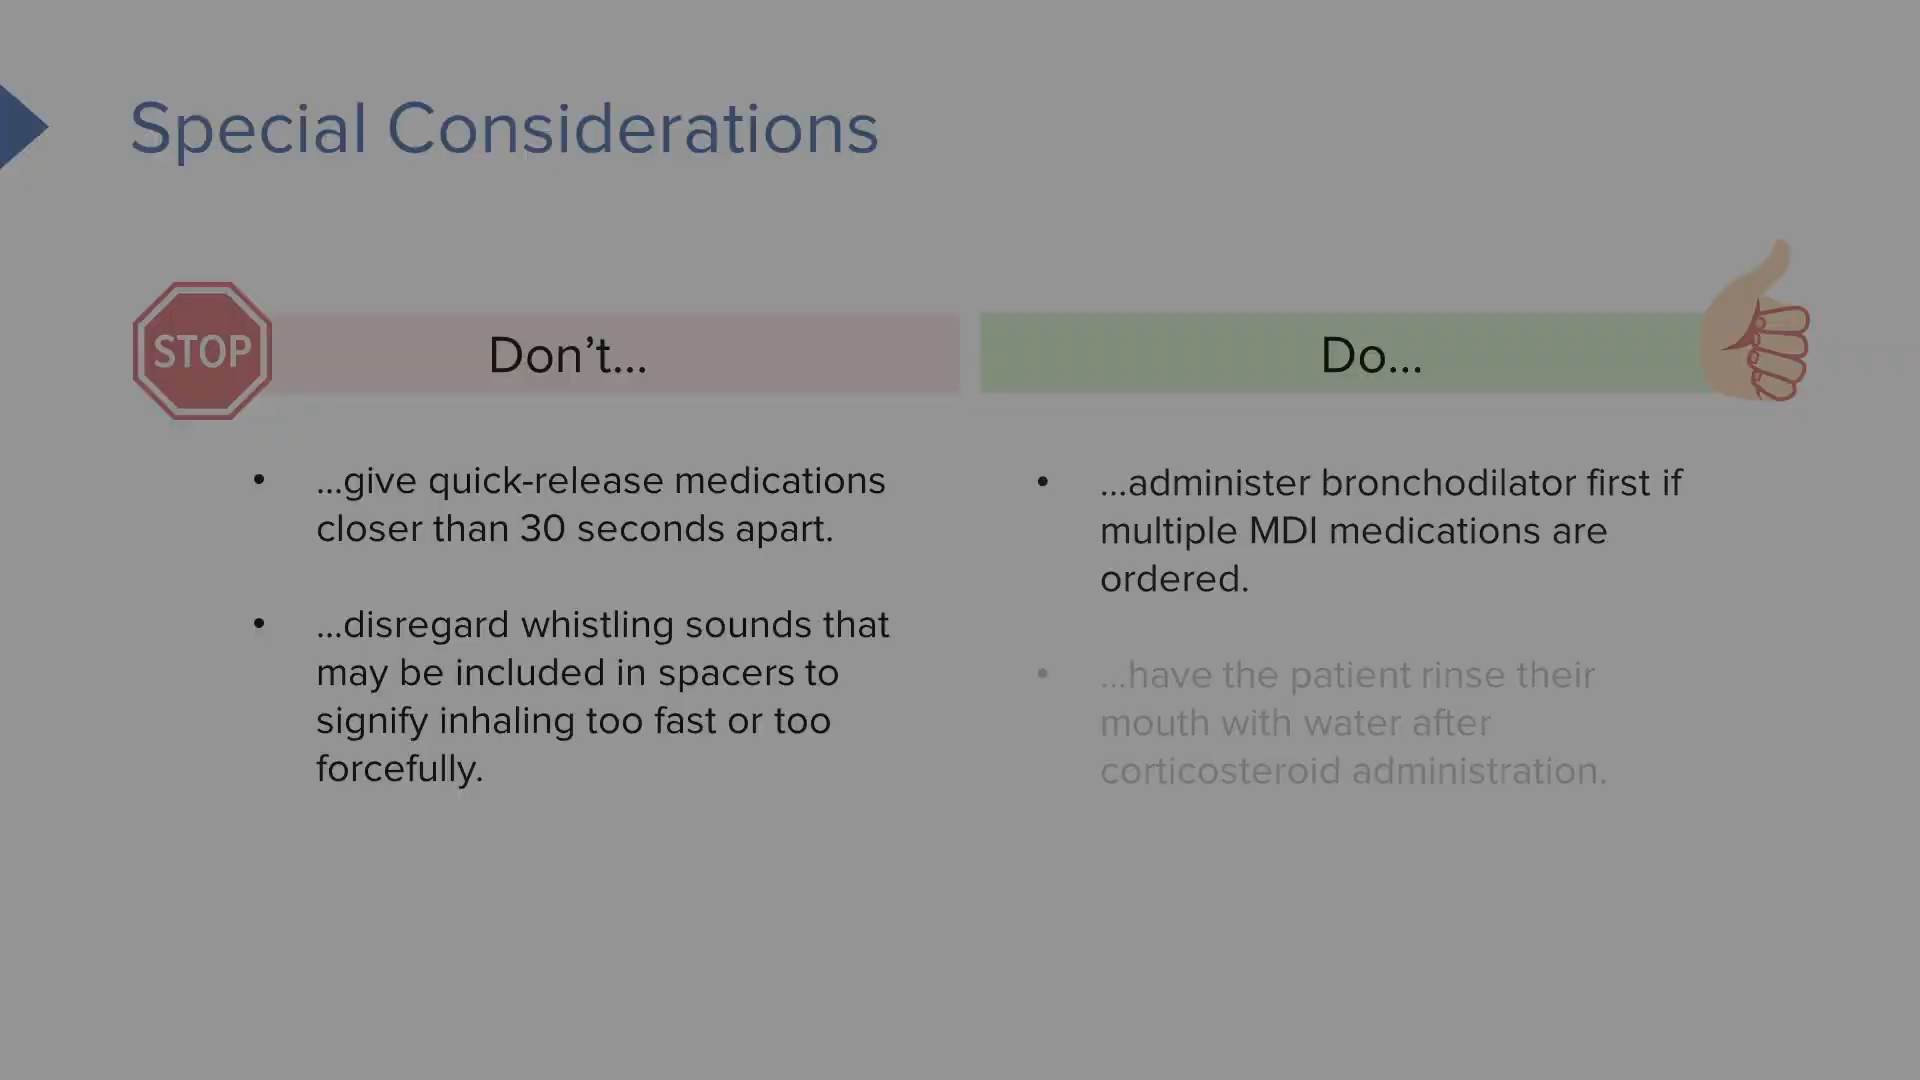 Special Considerations
STOP
Don’t...
• ...give quick-release medications
closer than 30 seconds apart.
• ...disregard whistling sounds that
may be included in spacers to
signify inhaling too fast or too
forcefully.
Do...
• ...administer bronchodilator first if
multiple MDI medications are
ordered.
• ...have the patient rinse their
mouth with water after
corticosteroid administration.